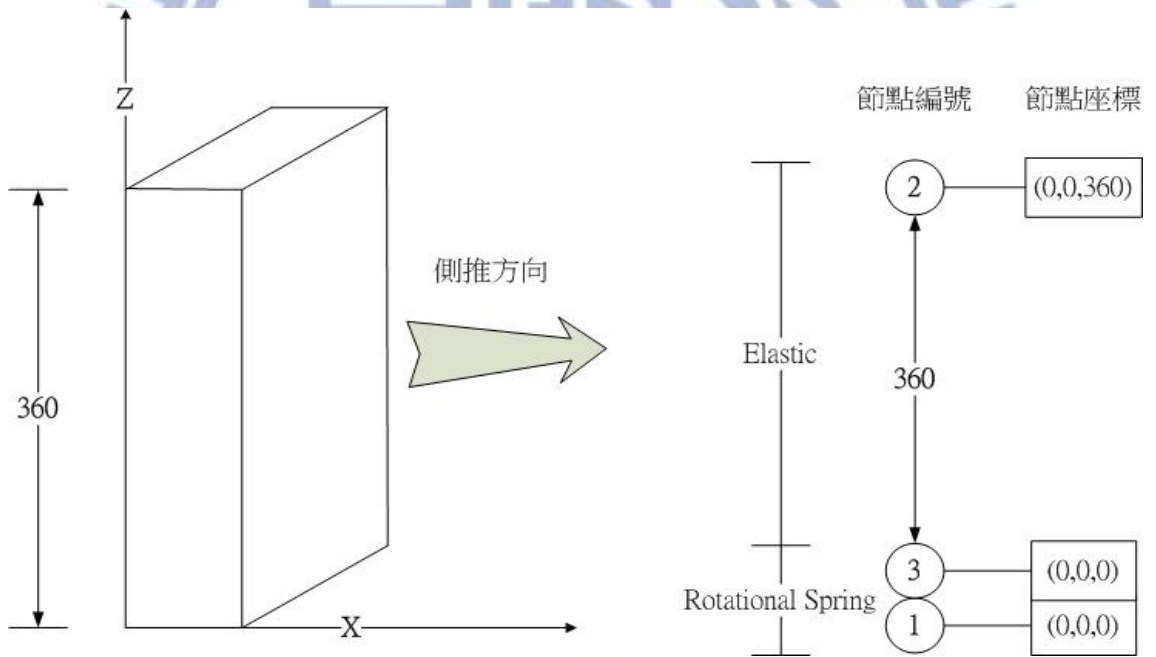 Z
360
X
側推方向
節點編號 節點座標
2 (0,0,360)
Elastic
360
3 (0,0,0)
Rotational Spring
1 (0,0,0)